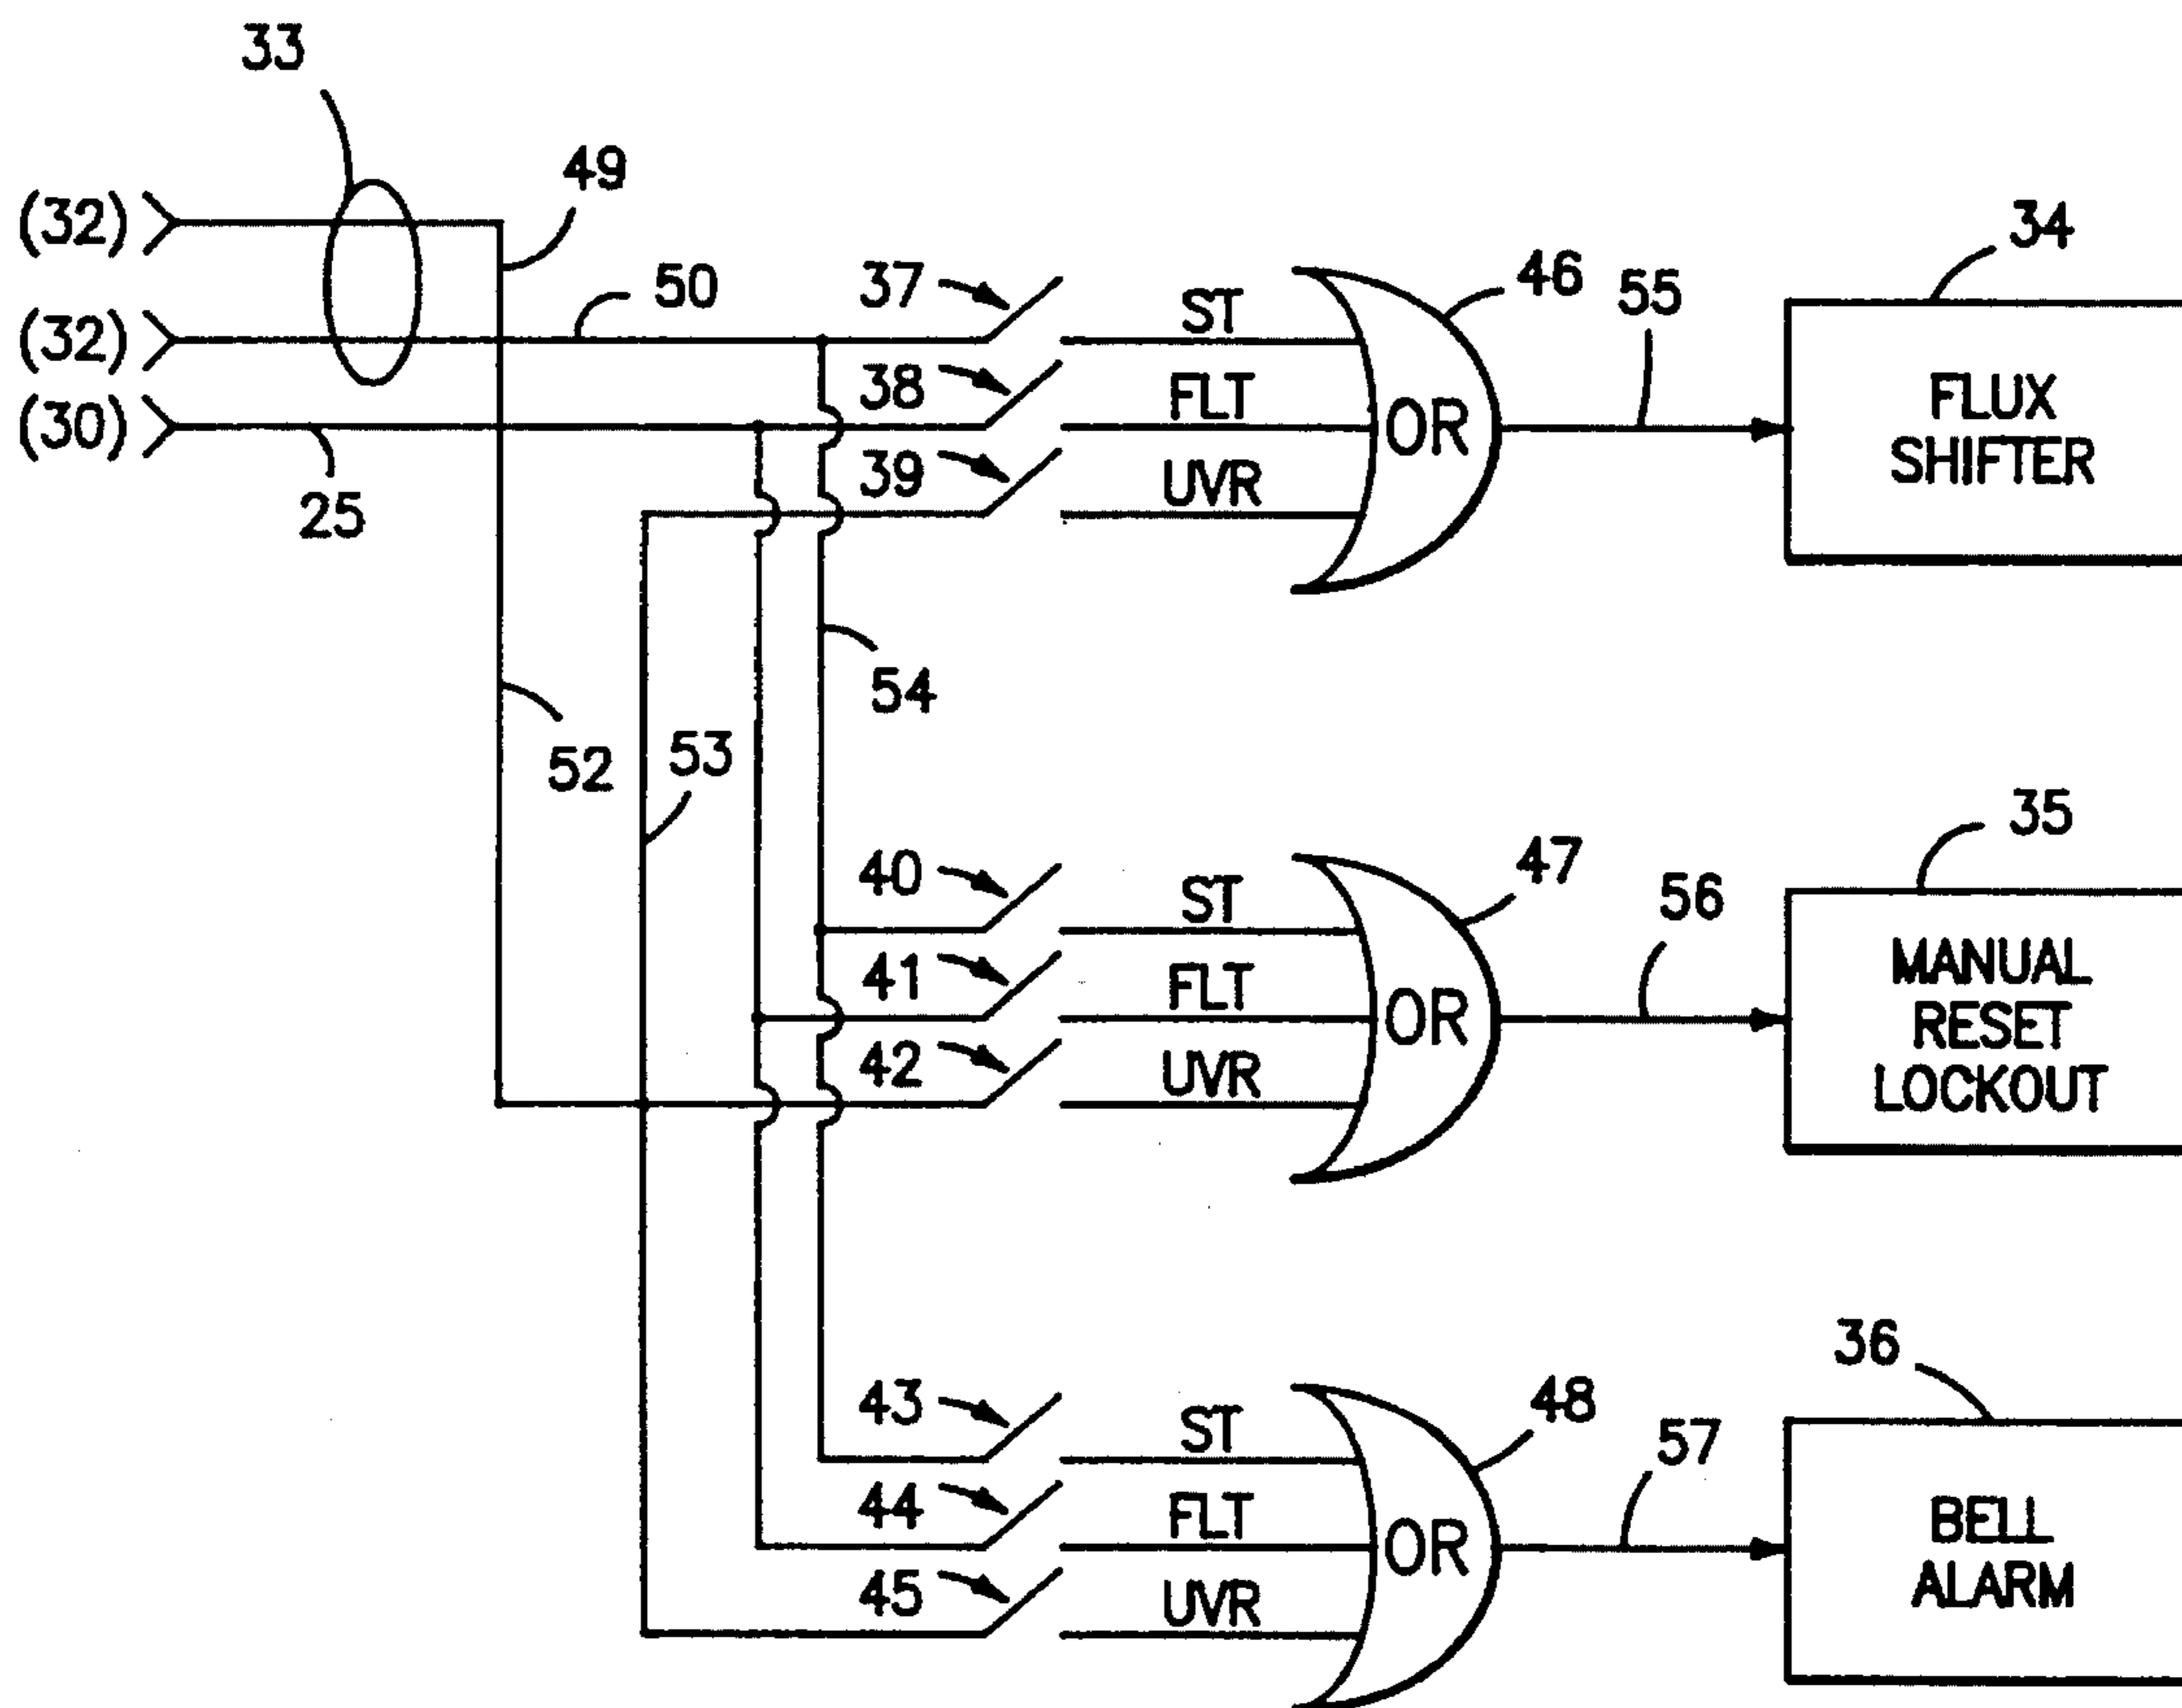 33
49
(32)
34
50
37
ST
46
55
(32)
38
FLT
OR
FLUX
SHIFTER
(30)
39
UVR
25
54
53
52
35
40
ST
47
56
41
FLT
OR
MANUAL
RESET
LOCKOUT
42
UVR
36
43
ST
48
57
44
FLT
OR
BELL
ALARM
45
UVR